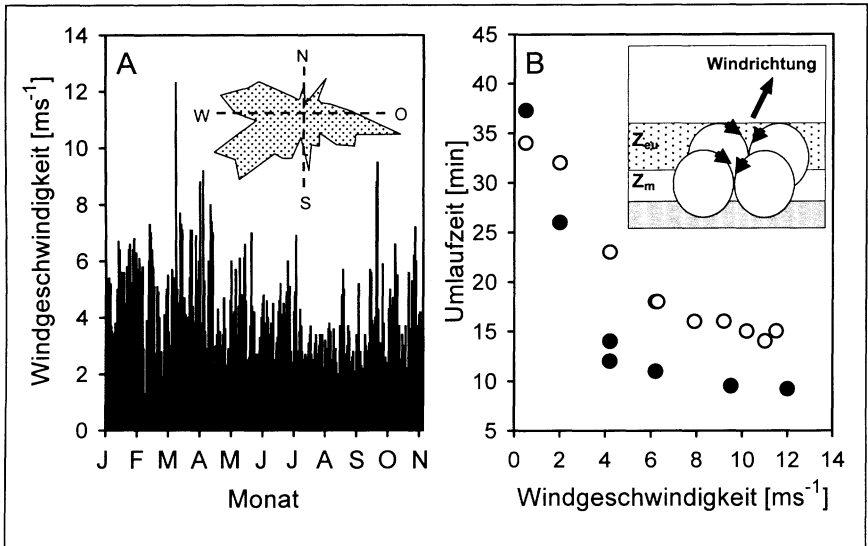 A
Windgeschwindigkeit [ms⁻¹]
14
12
10
8
6
4
2
0
J F M A M J J A S O N
Monat
N
W
O
S
B
Umlaufzeit [min]
45
40
35
30
25
20
15
10
5
0 2 4 6 8 10 12 14
Windgeschwindigkeit [ms⁻¹]
Windrichtung
Zeu
Zm